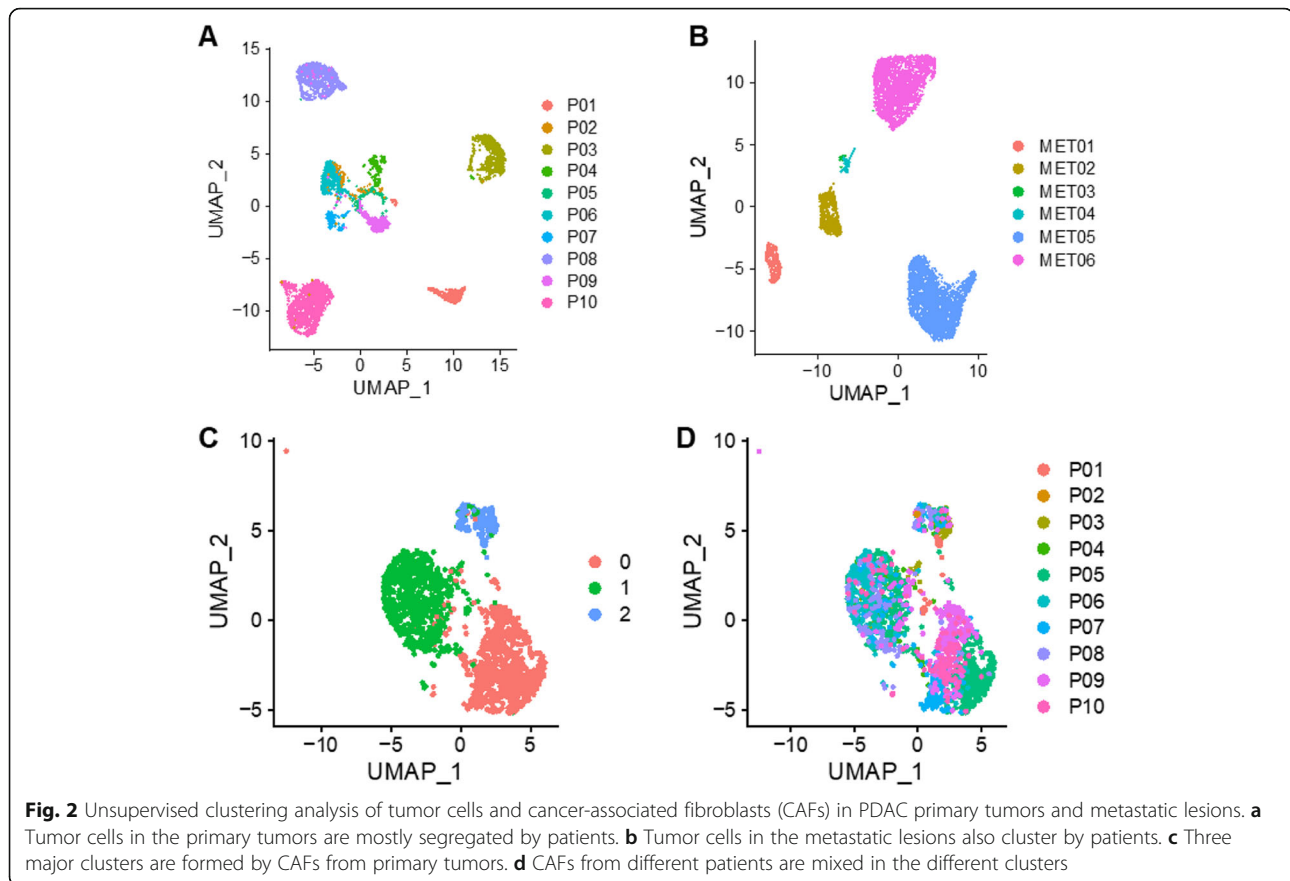 A
15
10
5
0
−5
−10
UMAP_2
−5 0 5 10 15
UMAP_1
P01
P02
P03
P04
P05
P06
P07
P08
P09
P10
B
10
5
0
−5
−10
UMAP_2
−10 0 10
UMAP_1
MET01
MET02
MET03
MET04
MET05
MET06
C
10
5
0
−5
UMAP_2
−10 −5 0 5
UMAP_1
0
1
2
D
10
5
0
−5
UMAP_2
−10 −5 0 5
UMAP_1
P01
P02
P03
P04
P05
P06
P07
P08
P09
P10
Fig. 2 Unsupervised clustering analysis of tumor cells and cancer-associated fibroblasts (CAFs) in PDAC primary tumors and metastatic lesions. a
Tumor cells in the primary tumors are mostly segregated by patients. b Tumor cells in the metastatic lesions also cluster by patients. c Three
major clusters are formed by CAFs from primary tumors. d CAFs from different patients are mixed in the different clusters